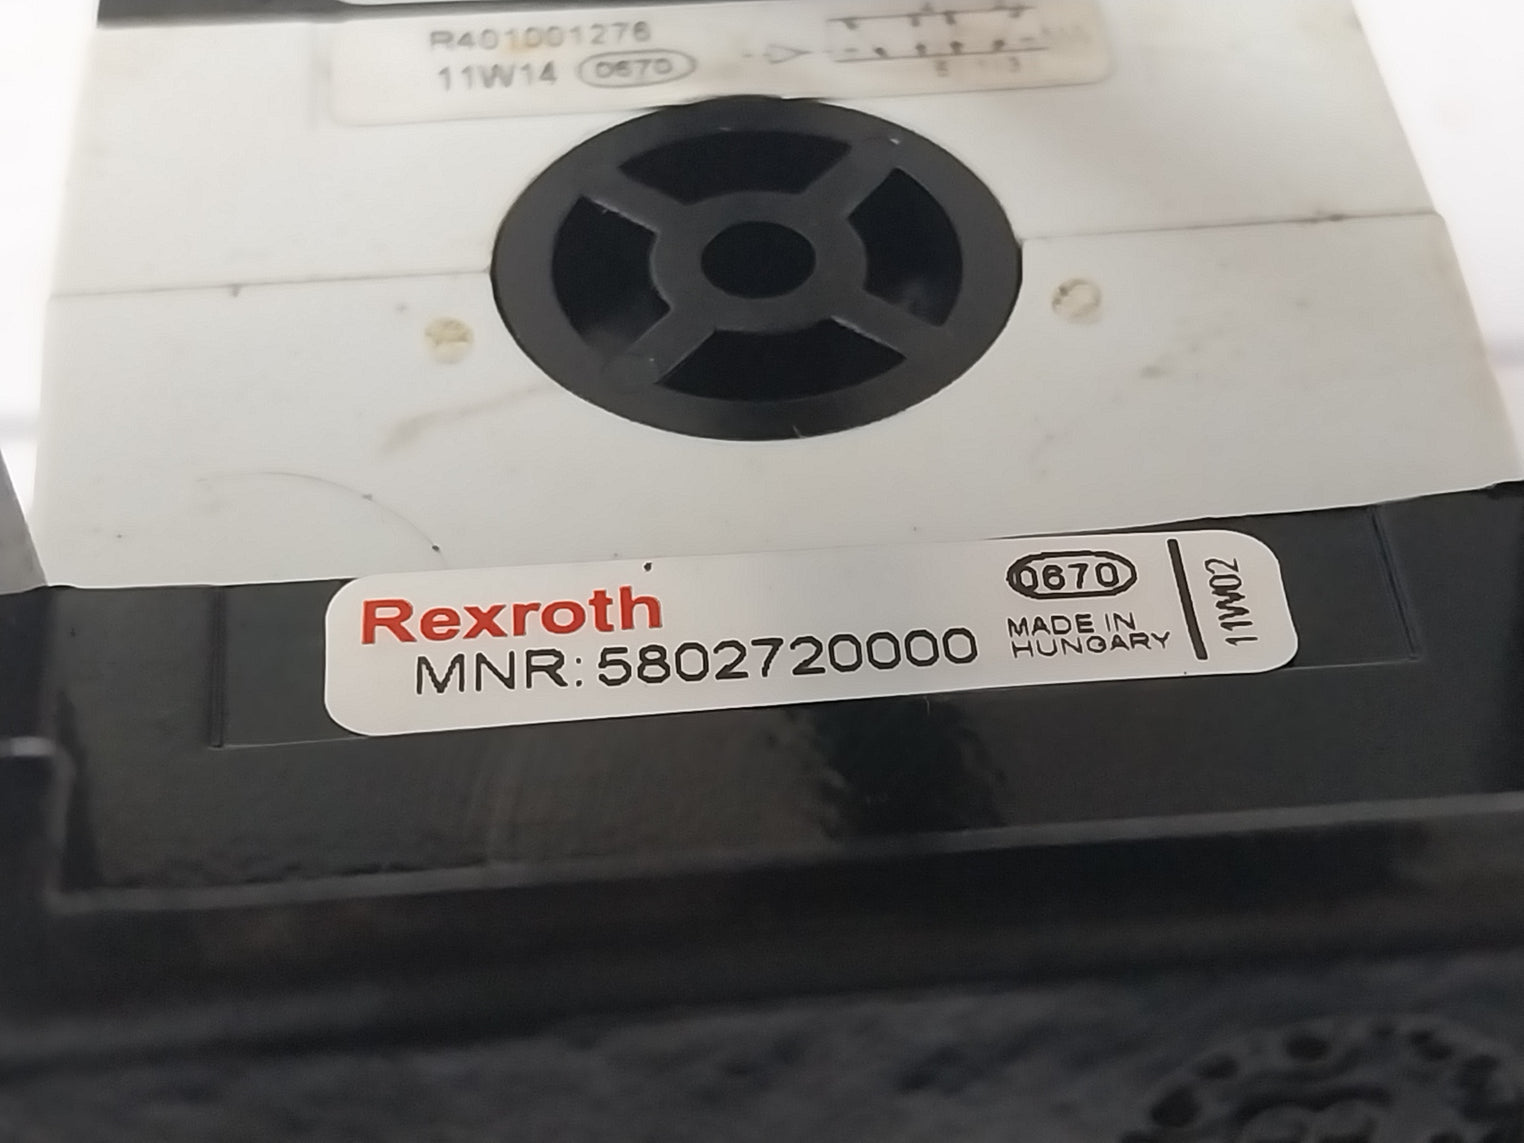 R401001276
11W14 0670
Rexroth
MNR: 5802720000
0670
MADE IN
HUNGARY
11W02